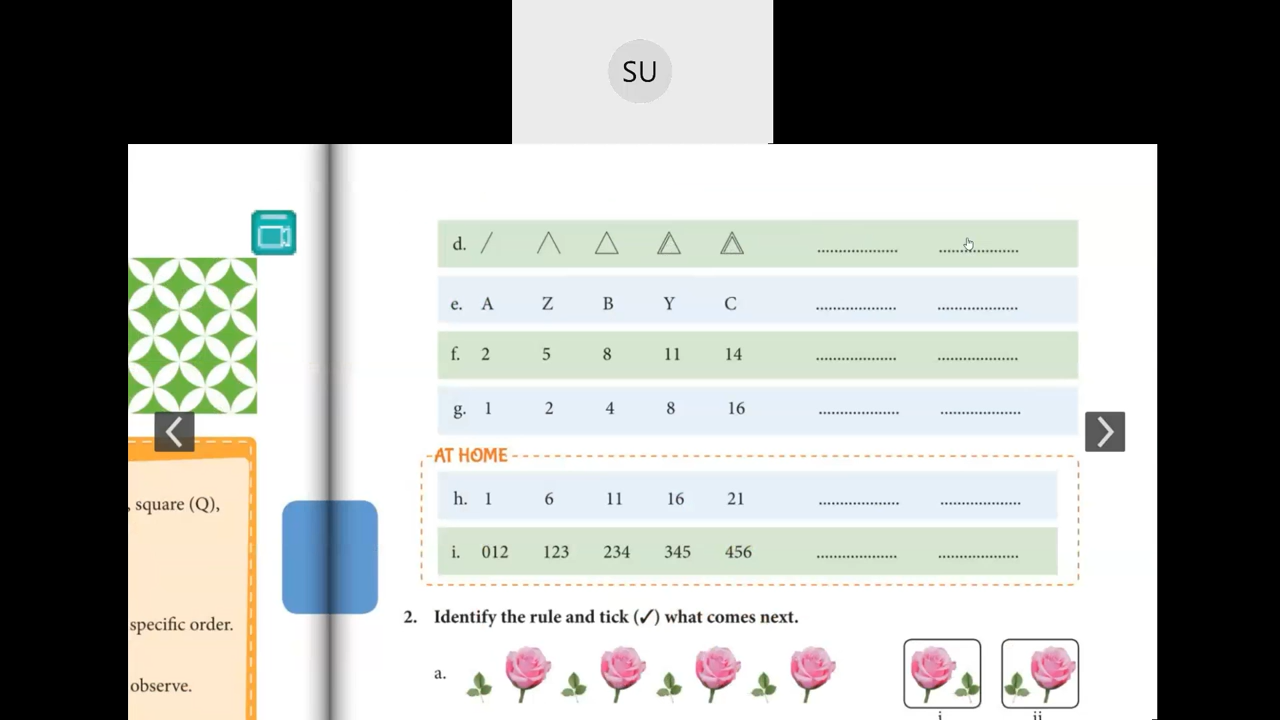 SU
d. .................. ..................
e. A Z B Y C .................. ..................
f. 2 5 8 11 14 .................. ..................
g. 1 2 4 8 16 .................. ..................
AT HOME
h. 1 6 11 16 21 .................. ..................
i. 012 123 234 345 456 .................. ..................
, square (Q),
specific order.
observe.
2. Identify the rule and tick (✓) what comes next.
a.
i ii